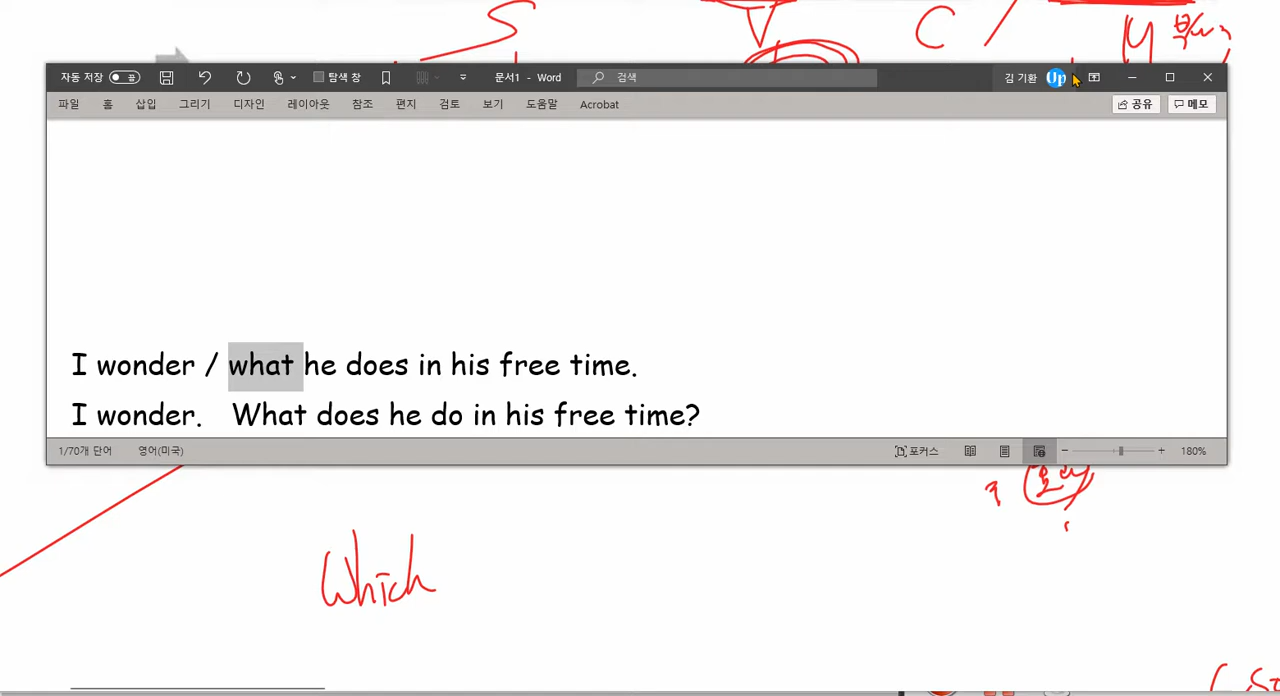 S V C / M 부사
자동 저장 끔 탐색 창 문서1 - Word 검색 김 기환 Up
파일 홈 삽입 그리기 디자인 레이아웃 참조 편지 검토 보기 도움말 Acrobat 공유 메모
I wonder / what he does in his free time.
I wonder. What does he do in his free time?
1/70개 단어 영어(미국) 포커스 180%
Which